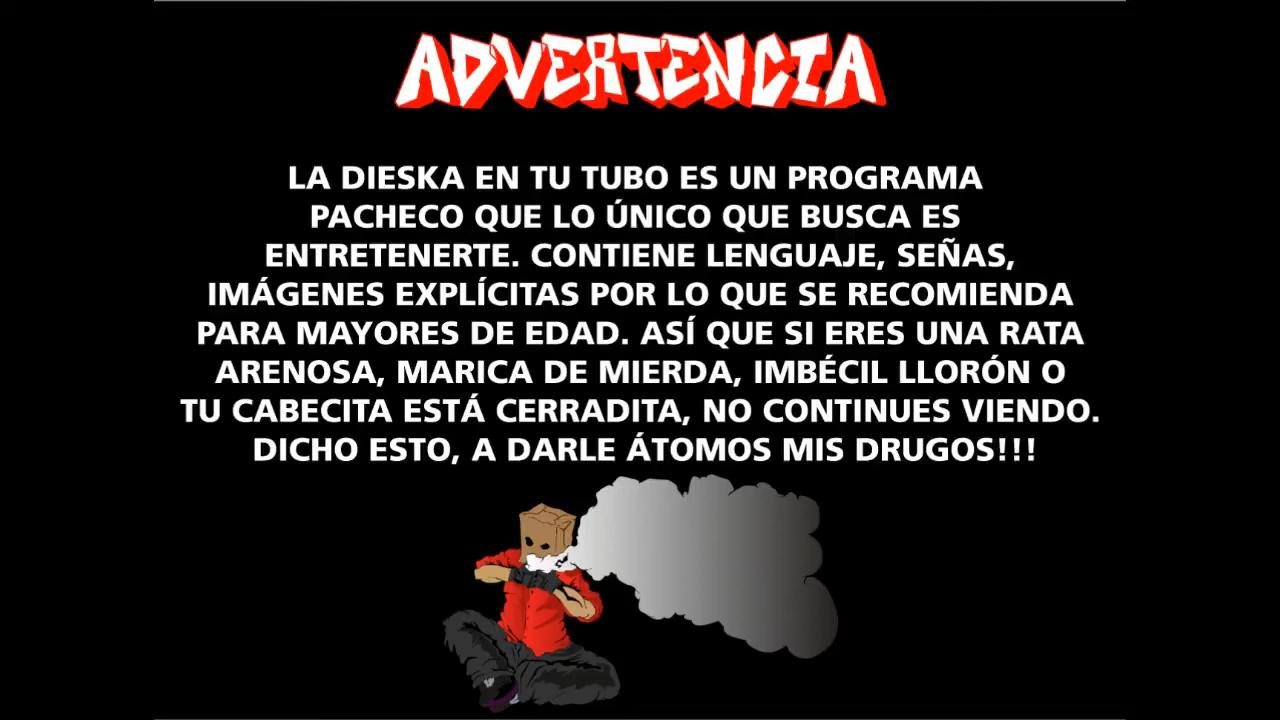 ADVERTENCIA
LA DIESKA EN TU TUBO ES UN PROGRAMA
PACHECO QUE LO ÚNICO QUE BUSCA ES
ENTRETENERTE. CONTIENE LENGUAJE, SEÑAS,
IMÁGENES EXPLÍCITAS POR LO QUE SE RECOMIENDA
PARA MAYORES DE EDAD. ASÍ QUE SI ERES UNA RATA
ARENOSA, MARICA DE MIERDA, IMBÉCIL LLORÓN O
TU CABECITA ESTÁ CERRADITA, NO CONTINUES VIENDO.
DICHO ESTO, A DARLE ÁTOMOS MIS DRUGOS!!!